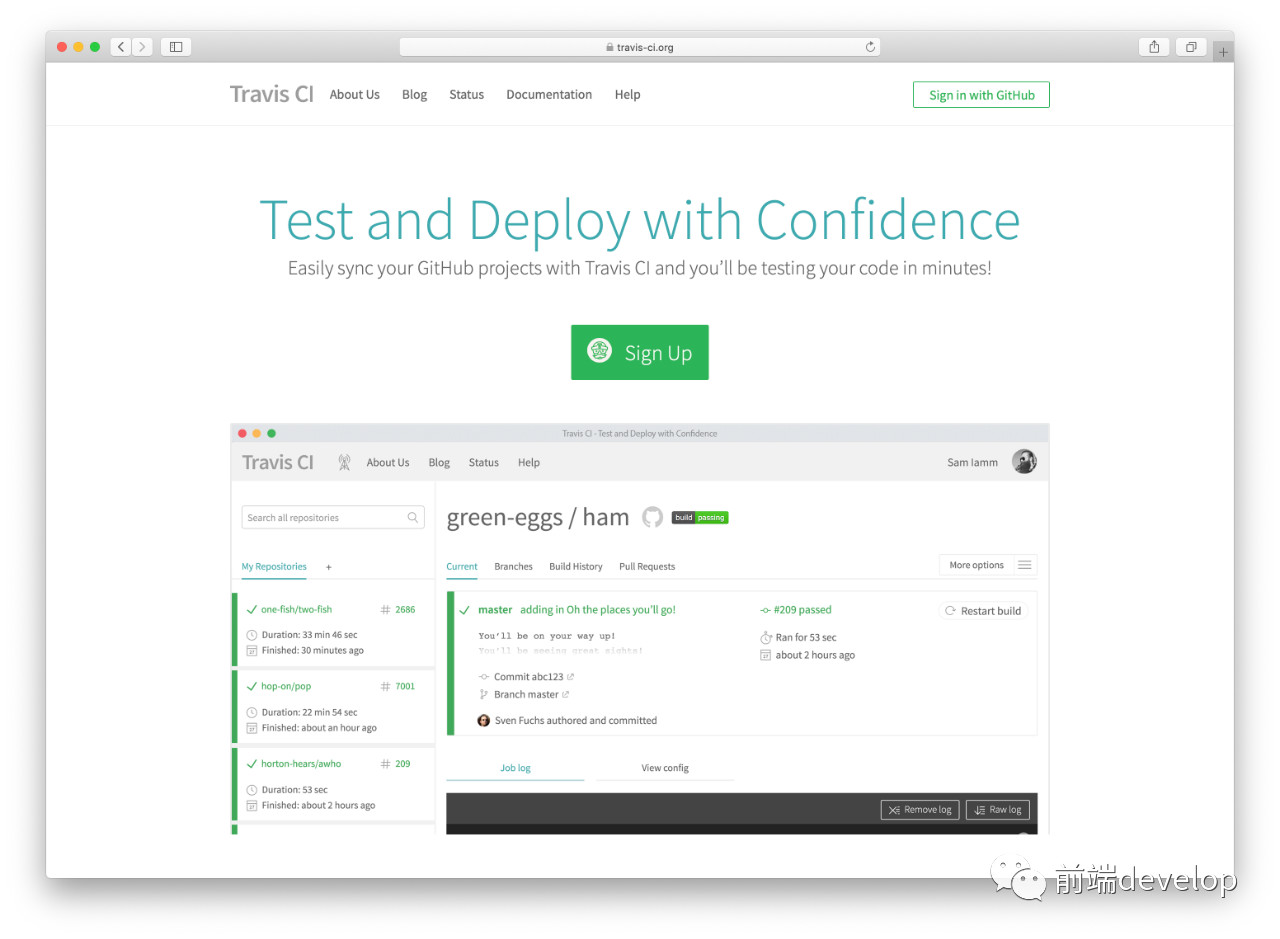 travis-ci.org
Travis CI About Us Blog Status Documentation Help Sign in with GitHub
Test and Deploy with Confidence
Easily sync your GitHub projects with Travis CI and you’ll be testing your code in minutes!
Sign Up
Travis CI - Test and Deploy with Confidence
Travis CI About Us Blog Status Help Sam Iamm
Search all repositories
green-eggs / ham build passing
My Repositories +
Current Branches Build History Pull Requests More options
one-fish/two-fish # 2686
Duration: 33 min 46 sec
Finished: 30 minutes ago
hop-on/pop # 7001
Duration: 22 min 54 sec
Finished: about an hour ago
horton-hears/awho # 209
Duration: 53 sec
Finished: about 2 hours ago
master adding in Oh the places you’ll go! #209 passed Restart build
You’ll be on your way up! Ran for 53 sec
You’ll be seeing great sights! about 2 hours ago
Commit abc123
Branch master
Sven Fuchs authored and committed
Job log View config
Remove log Raw log
前端develop